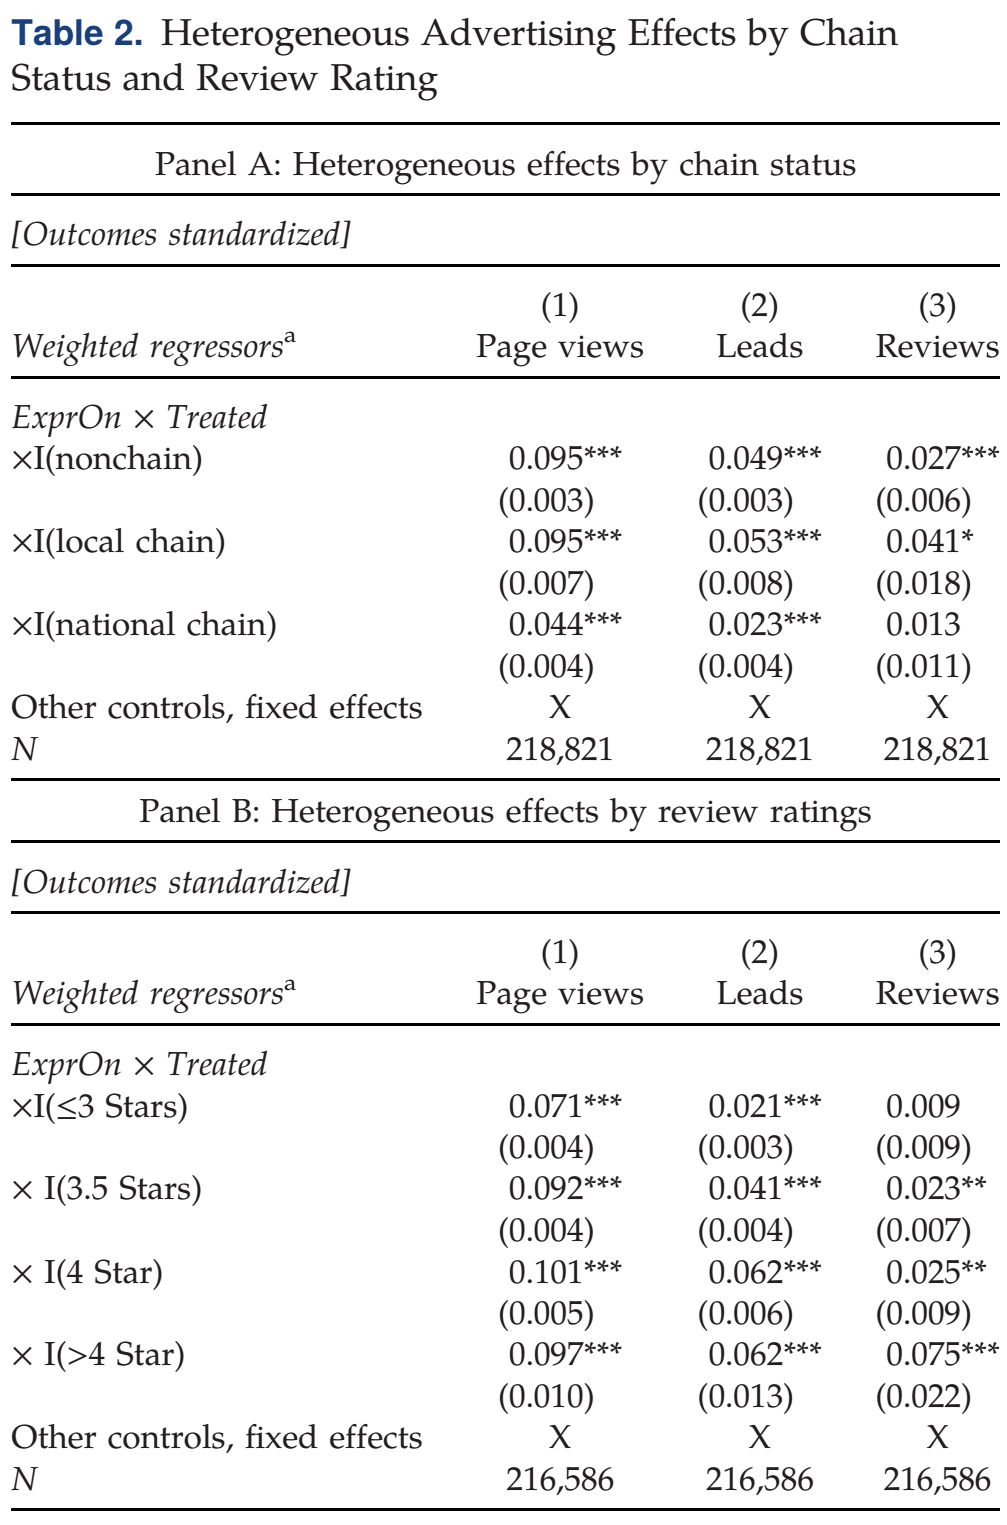 Table 2. Heterogeneous Advertising Effects by Chain
Status and Review Rating
Panel A: Heterogeneous effects by chain status
[Outcomes standardized]
(1) (2) (3)
Weighted regressorsᵃ Page views Leads Reviews
ExprOn × Treated
×I(nonchain) 0.095*** 0.049*** 0.027***
(0.003) (0.003) (0.006)
×I(local chain) 0.095*** 0.053*** 0.041*
(0.007) (0.008) (0.018)
×I(national chain) 0.044*** 0.023*** 0.013
(0.004) (0.004) (0.011)
Other controls, fixed effects X X X
N 218,821 218,821 218,821
Panel B: Heterogeneous effects by review ratings
[Outcomes standardized]
(1) (2) (3)
Weighted regressorsᵃ Page views Leads Reviews
ExprOn × Treated
×I(≤3 Stars) 0.071*** 0.021*** 0.009
(0.004) (0.003) (0.009)
× I(3.5 Stars) 0.092*** 0.041*** 0.023**
(0.004) (0.004) (0.007)
× I(4 Star) 0.101*** 0.062*** 0.025**
(0.005) (0.006) (0.009)
× I(>4 Star) 0.097*** 0.062*** 0.075***
(0.010) (0.013) (0.022)
Other controls, fixed effects X X X
N 216,586 216,586 216,586